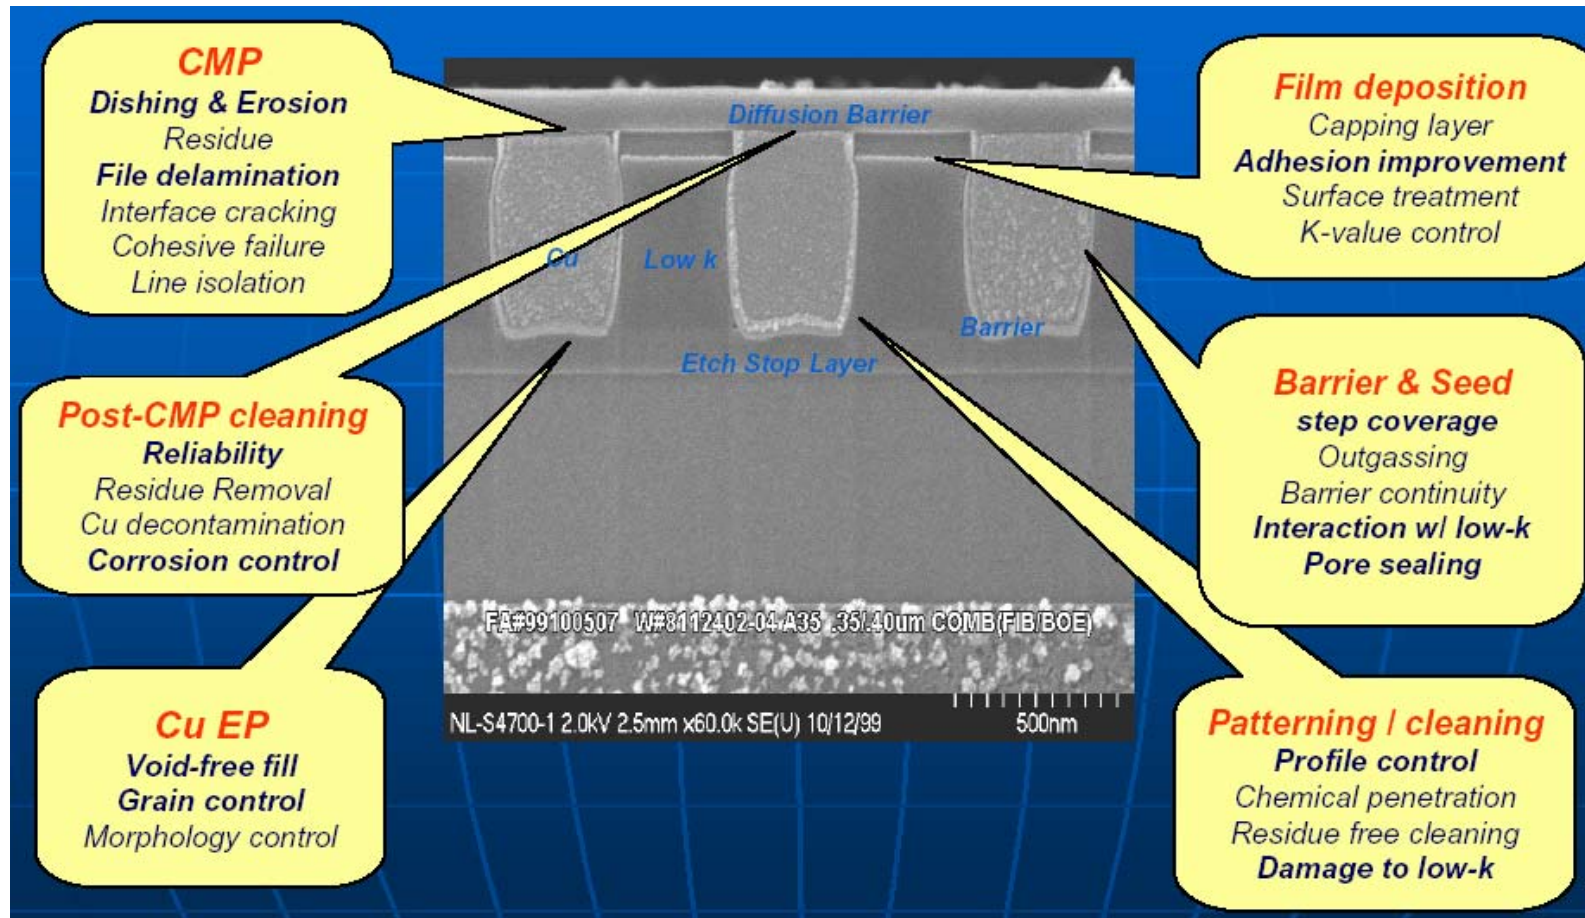 CMP
Dishing & Erosion
Residue
File delamination
Interface cracking
Cohesive failure
Line isolation
Film deposition
Capping layer
Adhesion improvement
Surface treatment
K-value control
Diffusion Barrier
Cu
Low k
Barrier
Etch Stop Layer
Post-CMP cleaning
Reliability
Residue Removal
Cu decontamination
Corrosion control
Barrier & Seed
step coverage
Outgassing
Barrier continuity
Interaction w/ low-k
Pore sealing
FA#99100507 W#8112402-04 A35 .35/.40um COMB(FIB/BOE)
NL-S4700-1 2.0kV 2.5mm x60.0k SE(U) 10/12/99 500nm
Cu EP
Void-free fill
Grain control
Morphology control
Patterning / cleaning
Profile control
Chemical penetration
Residue free cleaning
Damage to low-k